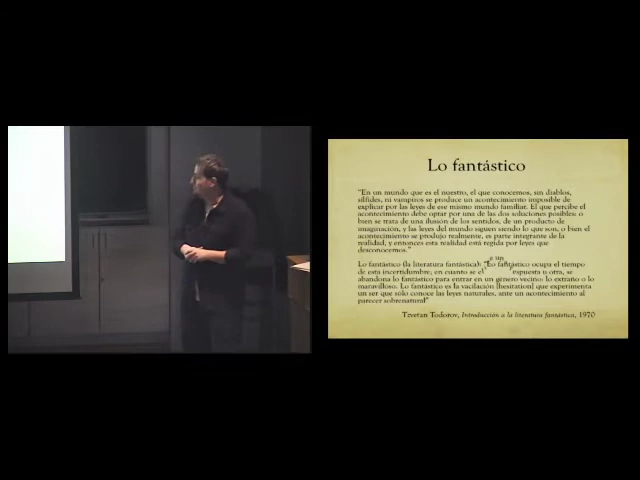 Lo fantástico
"En un mundo que es el nuestro, el que conocemos, sin diablos,
sílfides, ni vampiros se produce un acontecimiento imposible de
explicar por las leyes de ese mismo mundo familiar. El que percibe el
acontecimiento debe optar por una de las dos soluciones posibles: o
bien se trata de una ilusión de los sentidos, de un producto de
imaginación, y las leyes del mundo siguen siendo lo que son, o bien el
acontecimiento se produjo realmente, es parte integrante de la
realidad, y entonces esta realidad está regida por leyes que
desconocemos."
Lo fantástico (la literatura fantástica): "Lo fantástico ocupa el tiempo
de esta incertidumbre; en cuanto se
espuesta u otra, se
abandona lo fantástico para entrar en un género vecino: lo extraño o lo
maravilloso. Lo fantástico es la vacilación [hesitation] que experimenta
un ser que sólo conoce las leyes naturales, ante un acontecimiento al
parecer sobrenatural"
Tzvetan Todorov, Introducción a la literatura fantástica, 1970